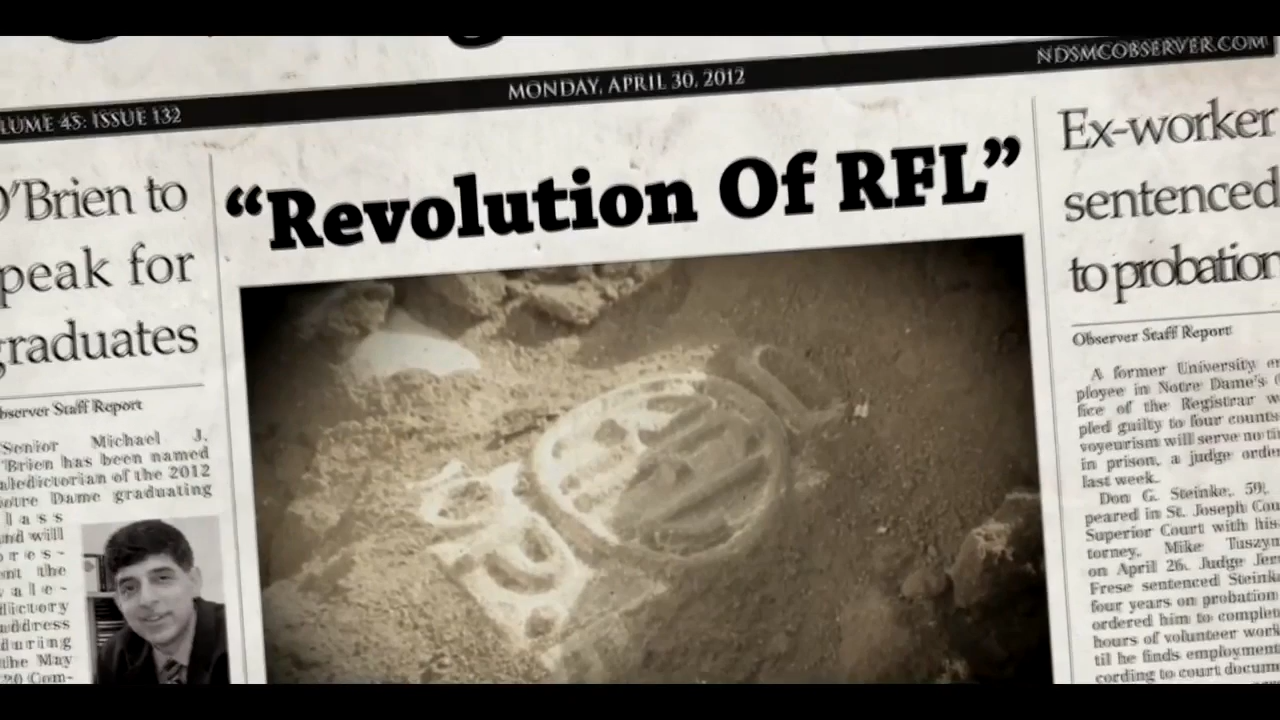 NDSMCOBSERVER.COM
MONDAY, APRIL 30, 2012
LUME 45: ISSUE 132
O'Brien to
peak for
graduates
bserver Staff Report
Senior Michael J.
'Brien has been named
aledictorian of the 2012
otre Dame graduating
lass
nd will
pres-
nt the
vale-
dictory
address
during
the May
20 Com-
“Revolution Of RFL”
Ex-worker
sentenced
to probation
Observer Staff Report
A former University em
ployee in Notre Dame's O
fice of the Registrar w
pled guilty to four counts
voyeurism will serve no ti
in prison, a judge orde
last week.
Don G. Steinke, 59,
peared in St. Joseph Cou
Superior Court with his
torney, Mike Tuszyn
on April 26. Judge Jer
Frese sentenced Steink
four years on probation
ordered him to complet
hours of volunteer work
til he finds employment
cording to court docum